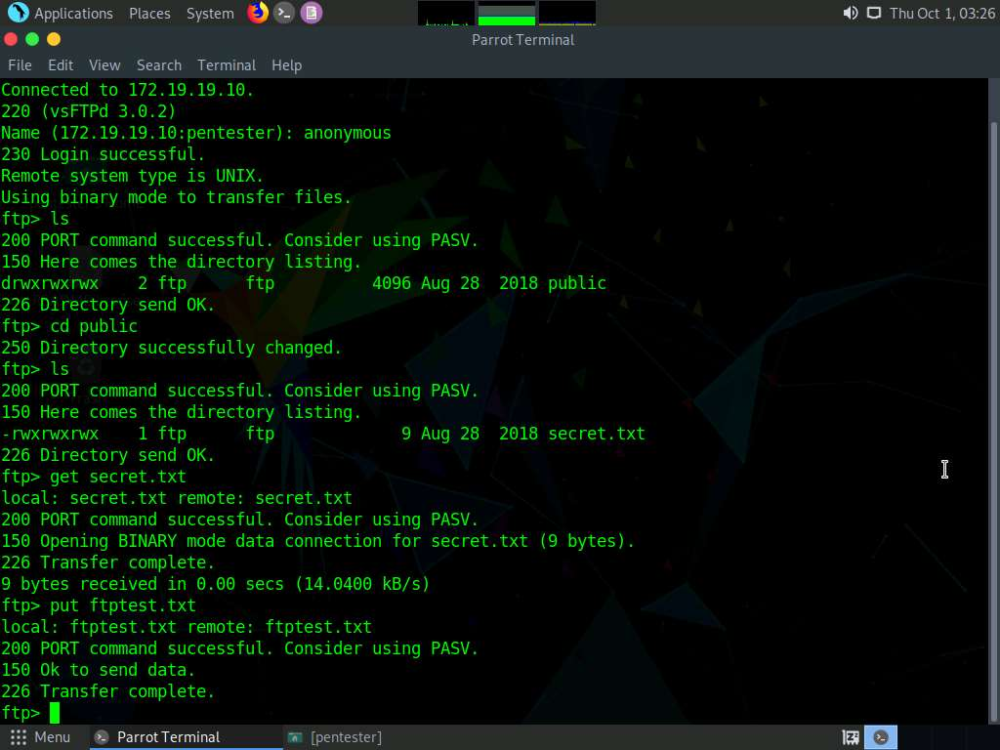 Applications Places System Thu Oct 1, 03:26
Parrot Terminal
File Edit View Search Terminal Help
Connected to 172.19.19.10.
220 (vsFTPd 3.0.2)
Name (172.19.19.10:pentester): anonymous
230 Login successful.
Remote system type is UNIX.
Using binary mode to transfer files.
ftp> ls
200 PORT command successful. Consider using PASV.
150 Here comes the directory listing.
drwxrwxrwx    2 ftp      ftp          4096 Aug 28  2018 public
226 Directory send OK.
ftp> cd public
250 Directory successfully changed.
ftp> ls
200 PORT command successful. Consider using PASV.
150 Here comes the directory listing.
-rwxrwxrwx    1 ftp      ftp             9 Aug 28  2018 secret.txt
226 Directory send OK.
ftp> get secret.txt
local: secret.txt remote: secret.txt
200 PORT command successful. Consider using PASV.
150 Opening BINARY mode data connection for secret.txt (9 bytes).
226 Transfer complete.
9 bytes received in 0.00 secs (14.0400 kB/s)
ftp> put ftptest.txt
local: ftptest.txt remote: ftptest.txt
200 PORT command successful. Consider using PASV.
150 Ok to send data.
226 Transfer complete.
ftp>
Menu Parrot Terminal [pentester]